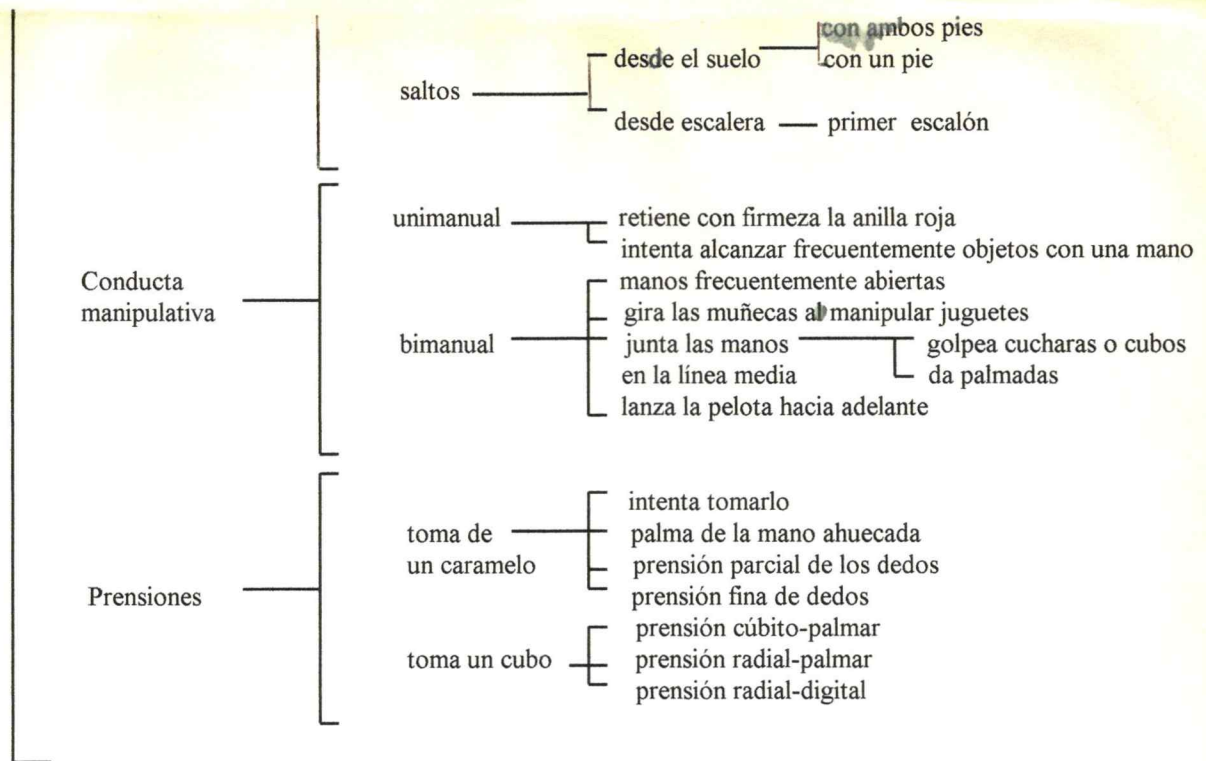 con ambos pies
desde el suelo
con un pie
saltos
desde escalera
primer escalón
unimanual
retiene con firmeza la anilla roja
intenta alcanzar frecuentemente objetos con una mano
Conducta
manipulativa
manos frecuentemente abiertas
gira las muñecas al manipular juguetes
bimanual
junta las manos
en la línea media
golpea cucharas o cubos
da palmadas
lanza la pelota hacia adelante
Prensiones
toma de
un caramelo
intenta tomarlo
palma de la mano ahuecada
prensión parcial de los dedos
prensión fina de dedos
toma un cubo
prensión cúbito-palmar
prensión radial-palmar
prensión radial-digital